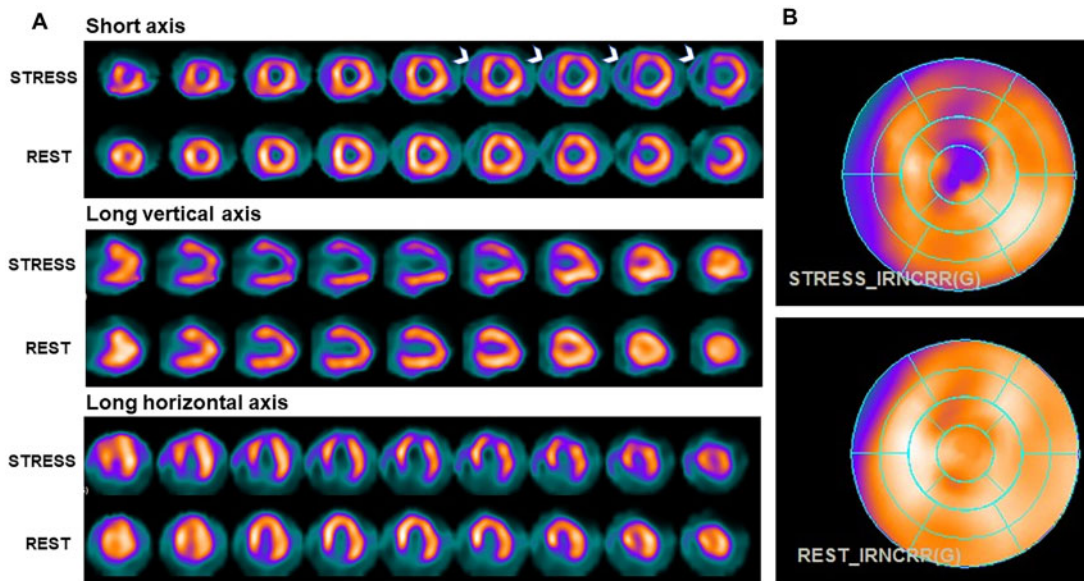 A
Short axis
STRESS
REST
Long vertical axis
STRESS
REST
Long horizontal axis
STRESS
REST
B
STRESS_IRNCRR(G)
REST_IRNCRR(G)